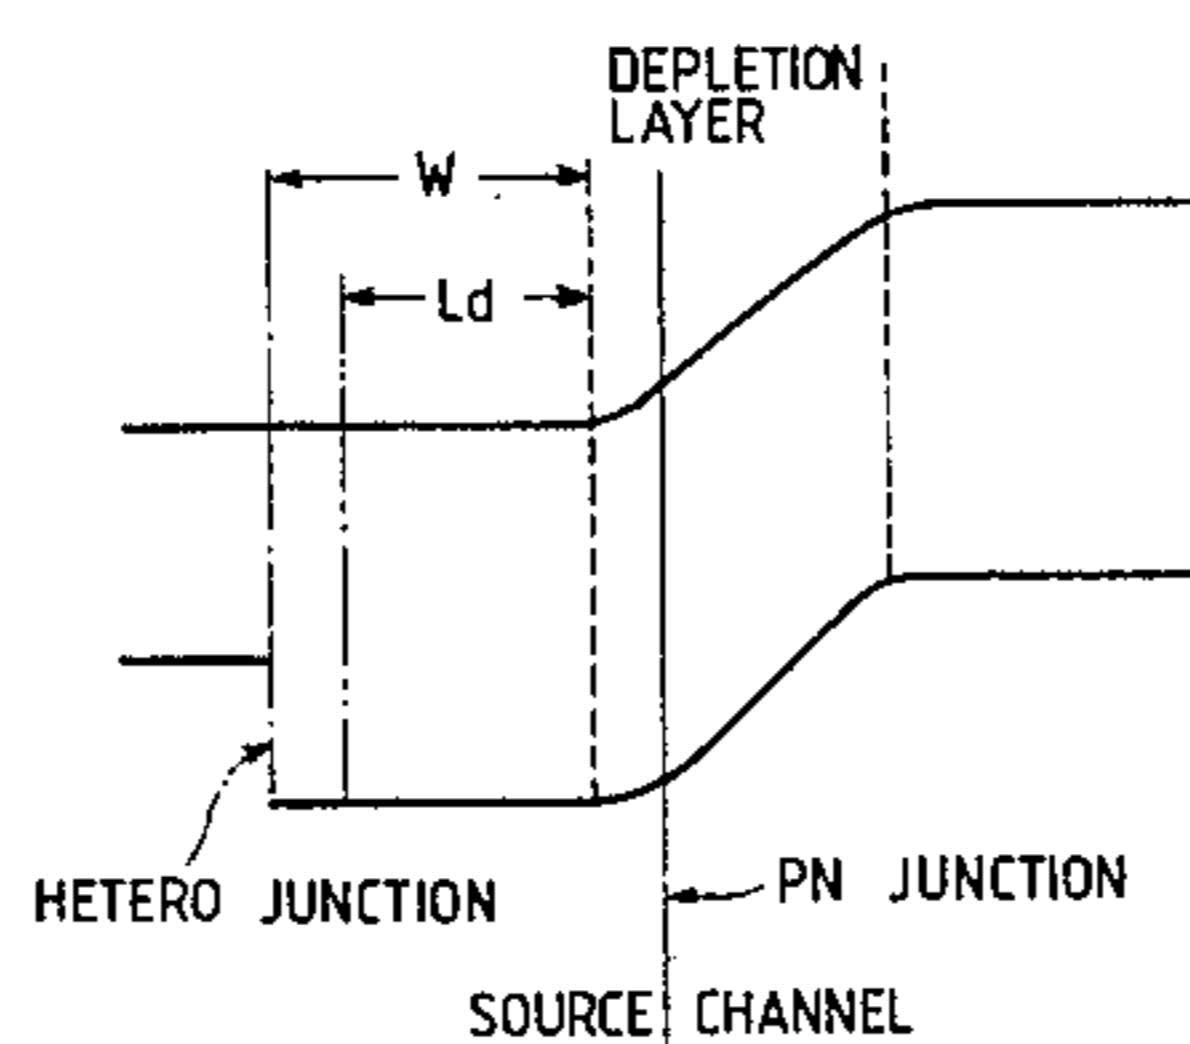 DEPLETION
LAYER
W
Ld
HETERO JUNCTION
PN JUNCTION
SOURCE CHANNEL